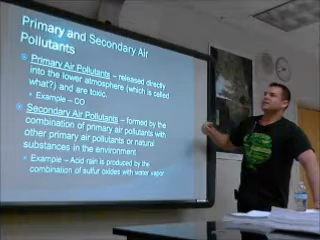 Primary and Secondary Air
Pollutants
Primary Air Pollutants – released directly
into the lower atmosphere (which is called
what?) and are toxic.
Example – CO
Secondary Air Pollutants – formed by the
combination of primary air pollutants with
other primary air pollutants or natural
substances in the environment
Example – Acid rain is produced by the
combination of sulfur oxides with water vapor